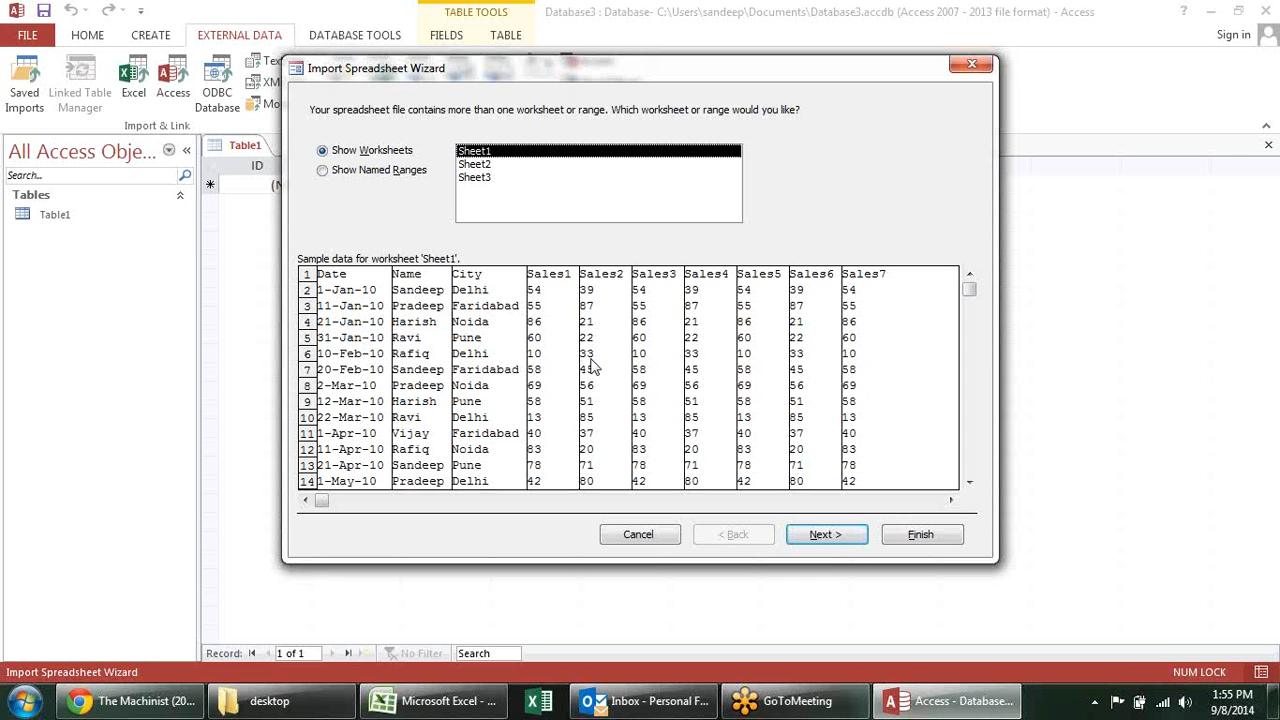 TABLE TOOLS
Database3 : Database- C:\Users\sandeep\Documents\Database3.accdb (Access 2007 - 2013 file format) - Access
?
FILE HOME CREATE EXTERNAL DATA DATABASE TOOLS FIELDS TABLE
Sign in
Saved Imports
Linked Table Manager
Excel
Access
ODBC Database
Import & Link
Import Spreadsheet Wizard
All Access Obje...
Search...
Tables
Table1
Table1
ID
Your spreadsheet file contains more than one worksheet or range. Which worksheet or range would you like?
Show Worksheets
Show Named Ranges
Sheet1
Sheet2
Sheet3
Sample data for worksheet 'Sheet1'.
1 Date Name City Sales1 Sales2 Sales3 Sales4 Sales5 Sales6 Sales7
2 1-Jan-10 Sandeep Delhi 54 39 54 39 54 39 54
3 11-Jan-10 Pradeep Faridabad 55 87 55 87 55 87 55
4 21-Jan-10 Harish Noida 86 21 86 21 86 21 86
5 31-Jan-10 Ravi Pune 60 22 60 22 60 22 60
6 10-Feb-10 Rafiq Delhi 10 33 10 33 10 33 10
7 20-Feb-10 Sandeep Faridabad 58 45 58 45 58 45 58
8 2-Mar-10 Pradeep Noida 69 56 69 56 69 56 69
9 12-Mar-10 Harish Pune 58 51 58 51 58 51 58
10 22-Mar-10 Ravi Delhi 13 85 13 85 13 85 13
11 1-Apr-10 Vijay Faridabad 40 37 40 37 40 37 40
12 11-Apr-10 Rafiq Noida 83 20 83 20 83 20 83
13 21-Apr-10 Sandeep Pune 78 71 78 71 78 71 78
14 1-May-10 Pradeep Delhi 42 80 42 80 42 80 42
Cancel < Back Next > Finish
Record: 1 of 1 No Filter Search
Import Spreadsheet Wizard
NUM LOCK
The Machinist (20...
desktop
Microsoft Excel - ...
Inbox - Personal F...
GoToMeeting
Access - Database...
1:55 PM
9/8/2014